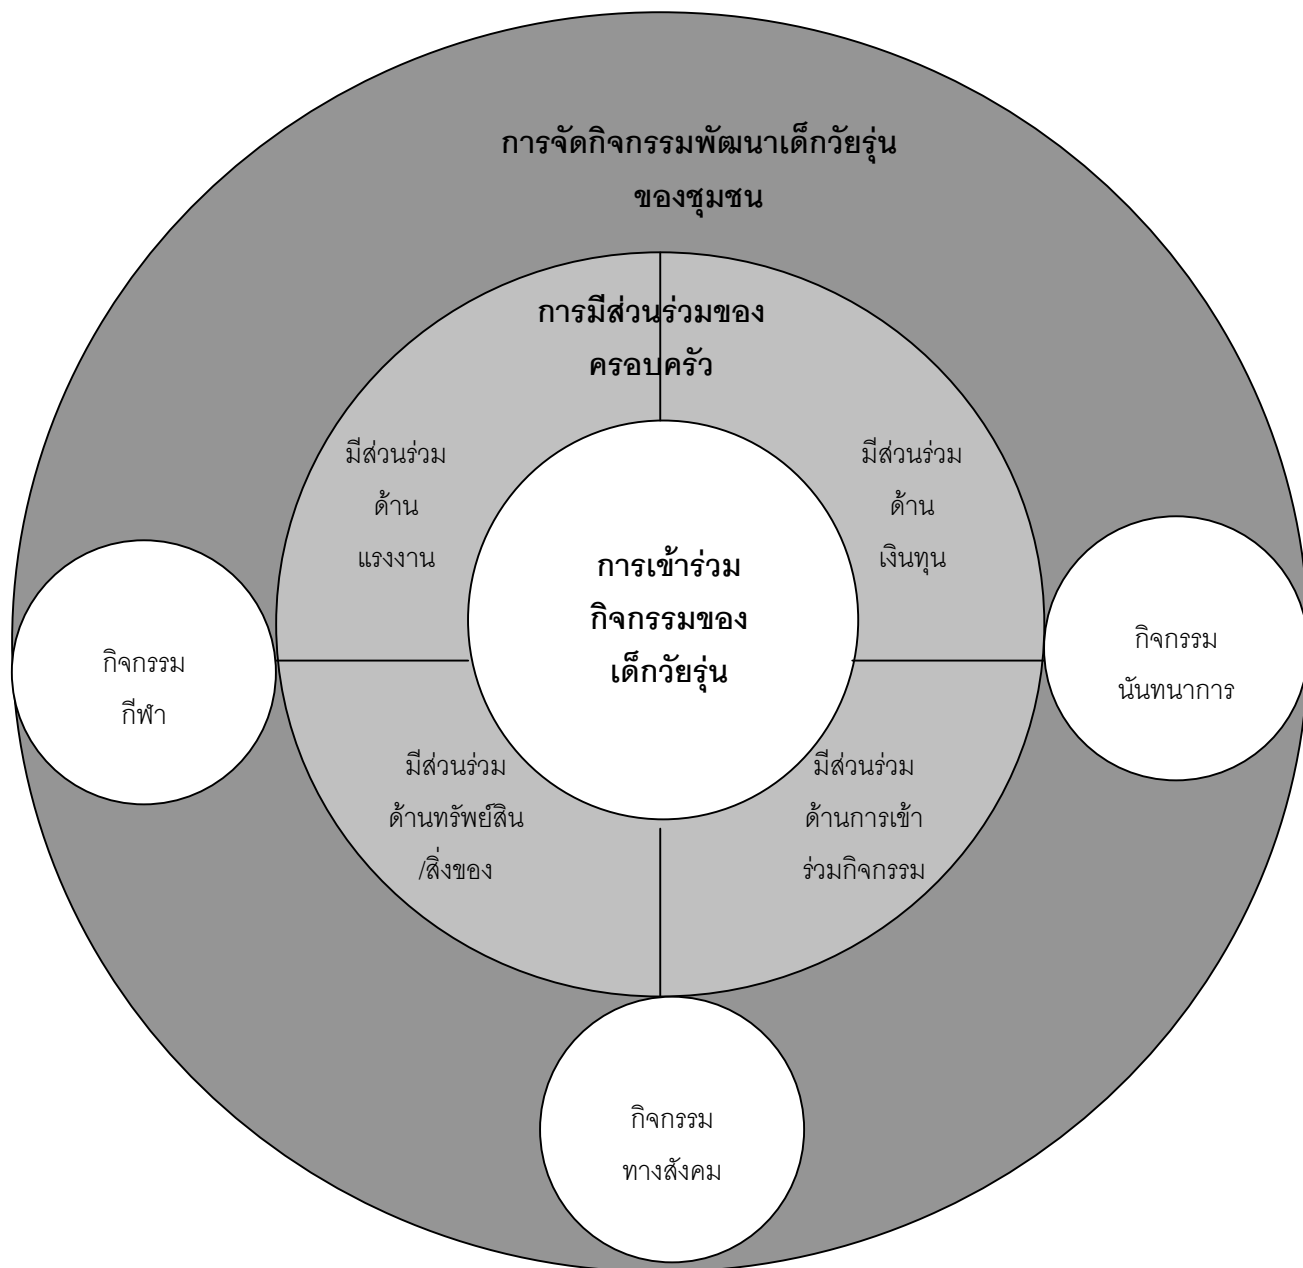 การจัดกิจกรรมพัฒนาเด็กวัยรุ่น
ของชุมชน
การมีส่วนร่วมของ
ครอบครัว
มีส่วนร่วม
ด้าน
แรงงาน
มีส่วนร่วม
ด้าน
เงินทุน
การเข้าร่วม
กิจกรรมของ
เด็กวัยรุ่น
กิจกรรม
กีฬา
กิจกรรม
นันทนาการ
มีส่วนร่วม
ด้านทรัพย์สิน
/สิ่งของ
มีส่วนร่วม
ด้านการเข้า
ร่วมกิจกรรม
กิจกรรม
ทางสังคม